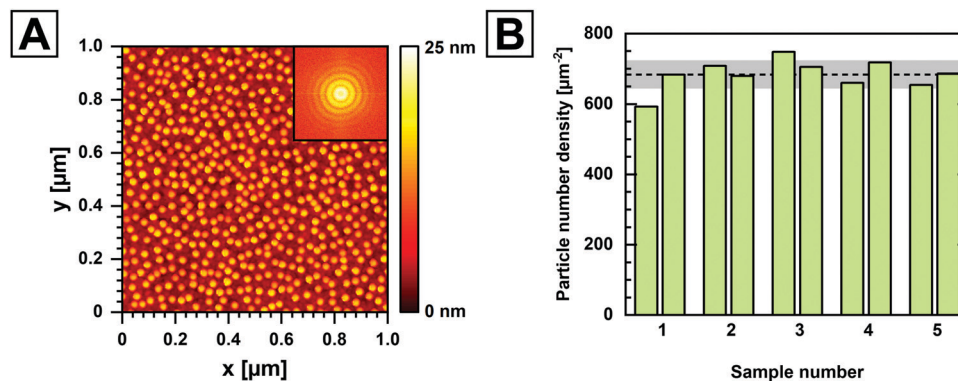 A
1.0
0.8
0.6
0.4
0.2
0
y [µm]
0 0.2 0.4 0.6 0.8 1.0
x [µm]
25 nm
0 nm
B
800
600
400
200
0
Particle number density [µm⁻²]
1 2 3 4 5
Sample number